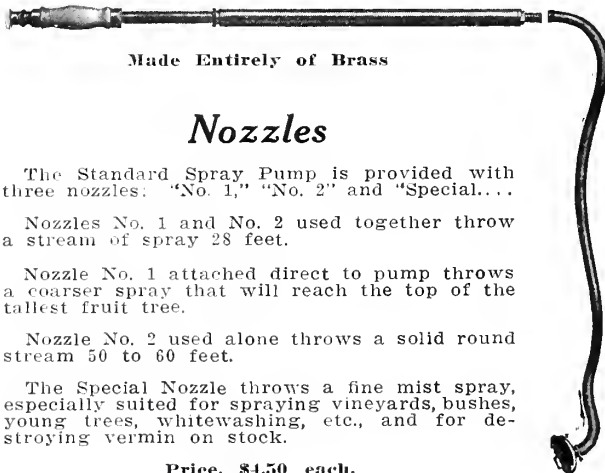 Made Entirely of Brass
Nozzles
The Standard Spray Pump is provided with
three nozzles: "No. 1," "No. 2" and "Special....
Nozzles No. 1 and No. 2 used together throw
a stream of spray 28 feet.
Nozzle No. 1 attached direct to pump throws
a coarser spray that will reach the top of the
tallest fruit tree.
Nozzle No. 2 used alone throws a solid round
stream 50 to 60 feet.
The Special Nozzle throws a fine mist spray,
especially suited for spraying vineyards, bushes,
young trees, whitewashing, etc., and for de-
stroying vermin on stock.
Price, $4.50 each.